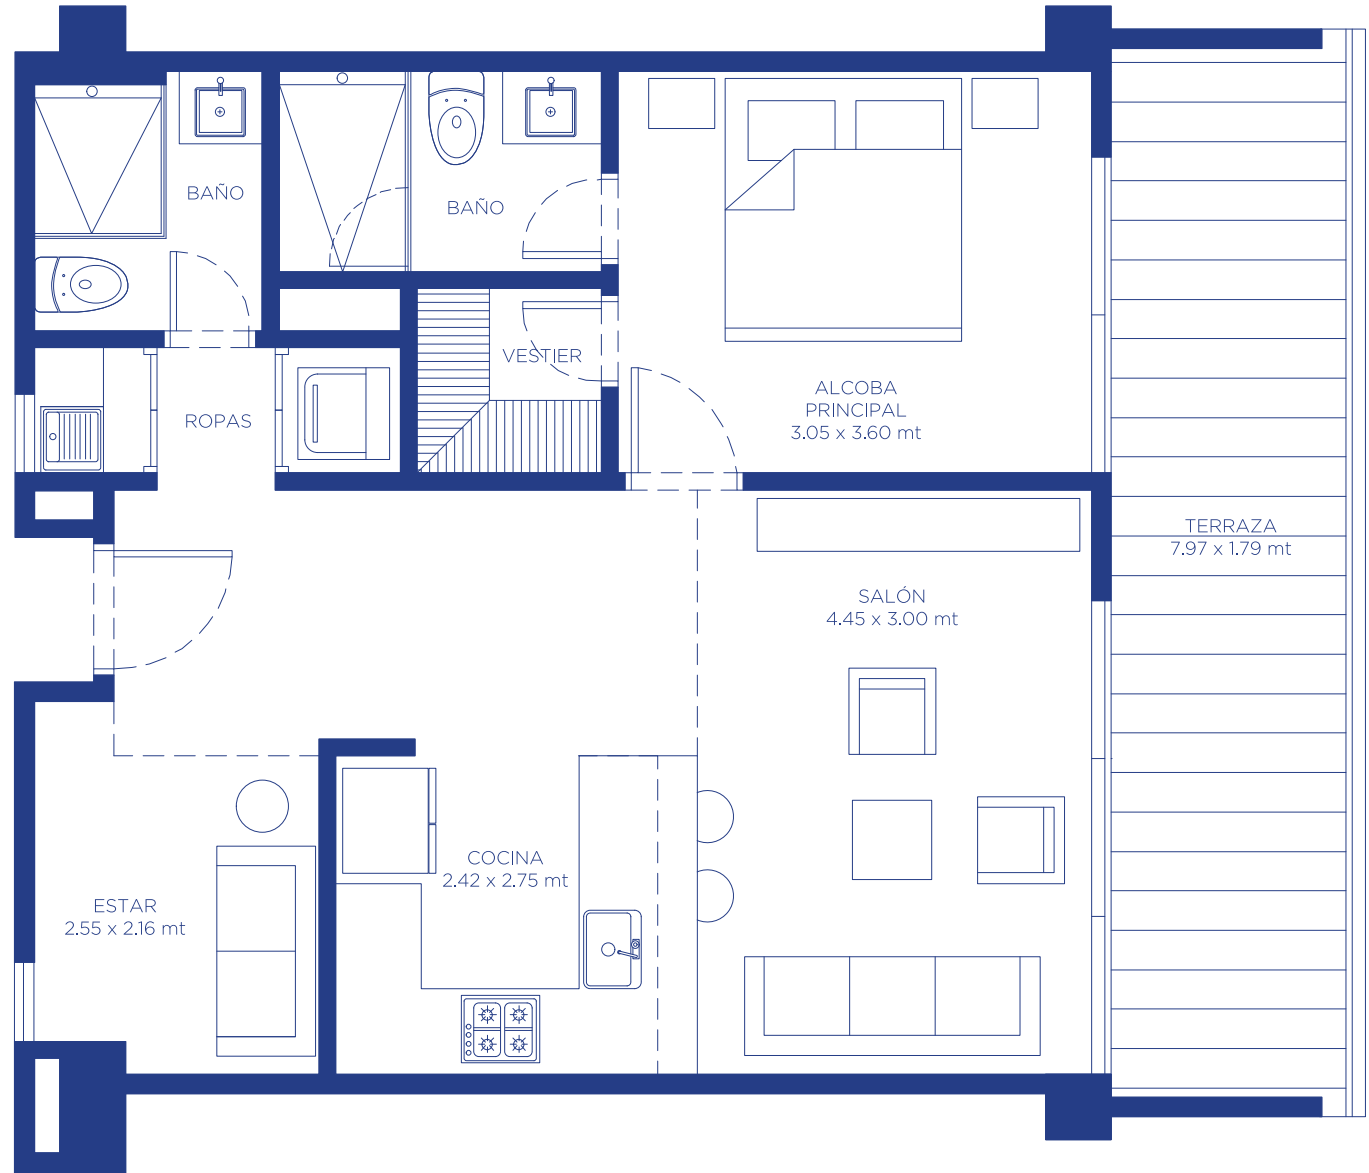 BAÑO
BAÑO
VESTIER
ALCOBA
PRINCIPAL
3.05 x 3.60 mt
ROPAS
TERRAZA
7.97 x 1.79 mt
SALÓN
4.45 x 3.00 mt
COCINA
2.42 x 2.75 mt
ESTAR
2.55 x 2.16 mt